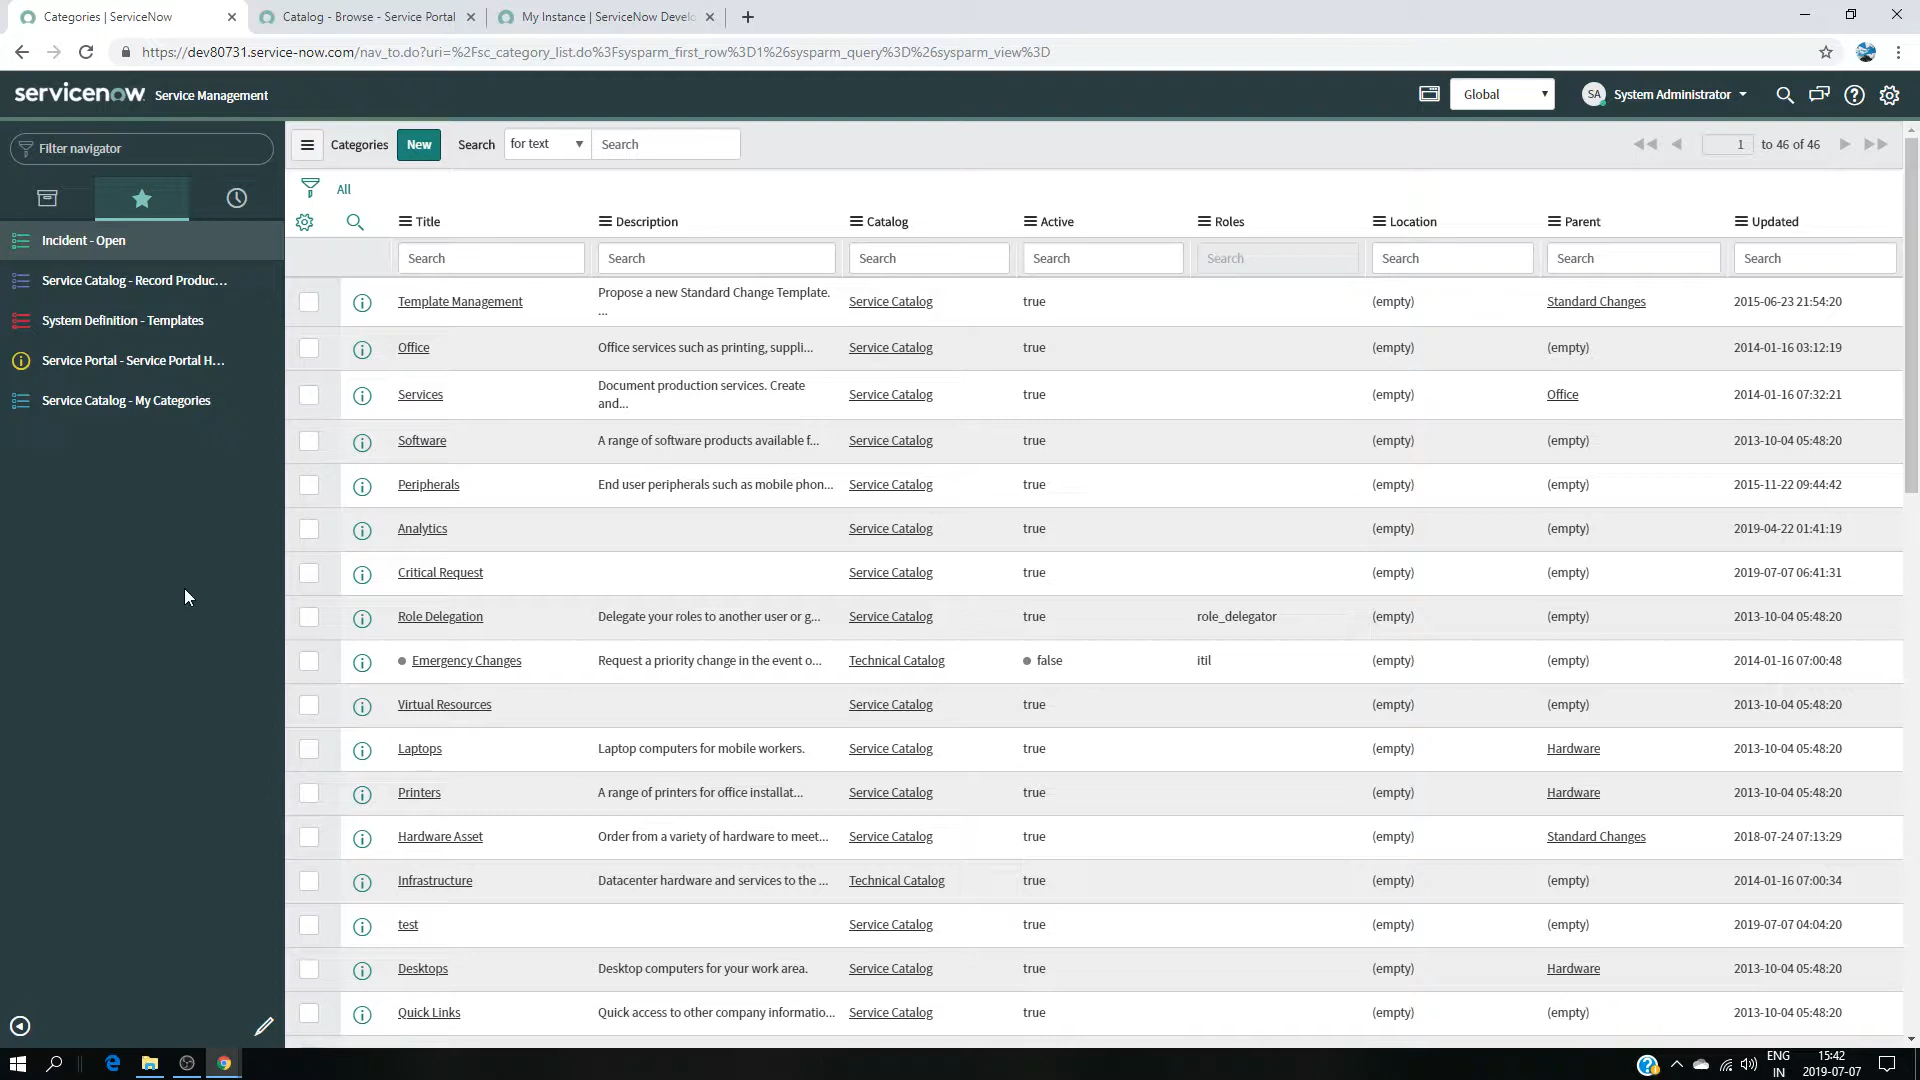 Categories | ServiceNow
Catalog - Browse - Service Portal
My Instance | ServiceNow Develo
https://dev80731.service-now.com/nav_to.do?uri=%2Fsc_category_list.do%3Fsysparm_first_row%3D1%26sysparm_query%3D%26sysparm_view%3D
servicenow Service Management
Global
SA System Administrator
Filter navigator
Categories New Search for text Search
1 to 46 of 46
All
Title Description Catalog Active Roles Location Parent Updated
Search Search Search Search Search Search Search Search
Incident - Open
Service Catalog - Record Produc...
System Definition - Templates
Service Portal - Service Portal H...
Service Catalog - My Categories
Template Management Propose a new Standard Change Template. ... Service Catalog true (empty) Standard Changes 2015-06-23 21:54:20
Office Office services such as printing, suppli... Service Catalog true (empty) (empty) 2014-01-16 03:12:19
Services Document production services. Create and... Service Catalog true (empty) Office 2014-01-16 07:32:21
Software A range of software products available f... Service Catalog true (empty) (empty) 2013-10-04 05:48:20
Peripherals End user peripherals such as mobile phon... Service Catalog true (empty) (empty) 2015-11-22 09:44:42
Analytics Service Catalog true (empty) (empty) 2019-04-22 01:41:19
Critical Request Service Catalog true (empty) (empty) 2019-07-07 06:41:31
Role Delegation Delegate your roles to another user or g... Service Catalog true role_delegator (empty) (empty) 2013-10-04 05:48:20
Emergency Changes Request a priority change in the event o... Technical Catalog false itil (empty) (empty) 2014-01-16 07:00:48
Virtual Resources Service Catalog true (empty) (empty) 2013-10-04 05:48:20
Laptops Laptop computers for mobile workers. Service Catalog true (empty) Hardware 2013-10-04 05:48:20
Printers A range of printers for office installat... Service Catalog true (empty) Hardware 2013-10-04 05:48:20
Hardware Asset Order from a variety of hardware to meet... Service Catalog true (empty) Standard Changes 2018-07-24 07:13:29
Infrastructure Datacenter hardware and services to the ... Technical Catalog true (empty) (empty) 2014-01-16 07:00:34
test Service Catalog true (empty) (empty) 2019-07-07 04:04:20
Desktops Desktop computers for your work area. Service Catalog true (empty) Hardware 2013-10-04 05:48:20
Quick Links Quick access to other company informatio... Service Catalog true (empty) (empty) 2013-10-04 05:48:20
ENG 15:42
IN 2019-07-07